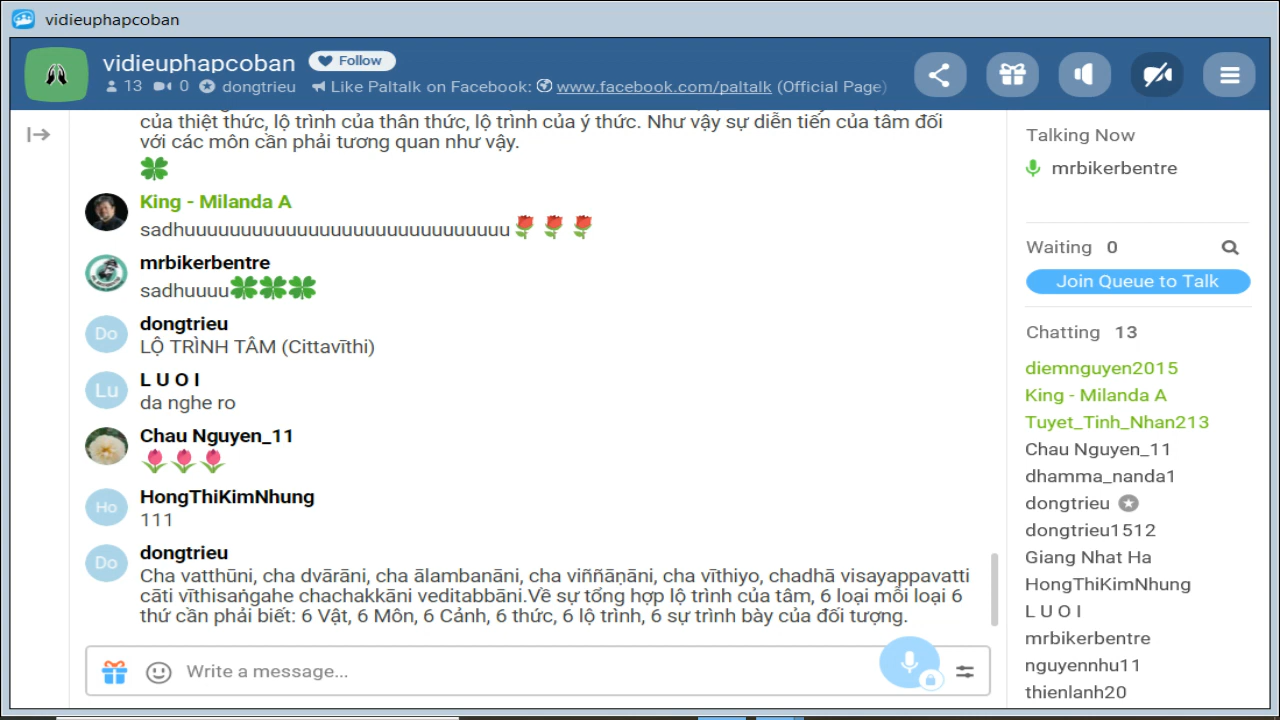 vidieuphapcoban
vidieuphapcoban Follow
13 0 dongtrieu Like Paltalk on Facebook: www.facebook.com/paltalk (Official Page)
của thiệt thức, lộ trình của thân thức, lộ trình của ý thức. Như vậy sự diễn tiến của tâm đối
với các môn cần phải tương quan như vậy.
King - Milanda A
sadhuuuuuuuuuuuuuuuuuuuuuuuuuuuuu
mrbikerbentre
sadhuuuu
Do
dongtrieu
LỘ TRÌNH TÂM (Cittavīthi)
Lu
L U O I
da nghe ro
Chau Nguyen_11
Ho
HongThiKimNhung
111
Do
dongtrieu
Cha vatthūni, cha dvārāni, cha ālambanāni, cha viññāṇāni, cha vīthiyo, chadhā visayappavatti
cāti vīthisaṅgahe chachakkāni veditabbāni.Về sự tổng hợp lộ trình của tâm, 6 loại mỗi loại 6
thứ cần phải biết: 6 Vật, 6 Môn, 6 Cảnh, 6 thức, 6 lộ trình, 6 sự trình bày của đối tượng.
Write a message...
Talking Now
mrbikerbentre
Waiting 0
Join Queue to Talk
Chatting 13
diemnguyen2015
King - Milanda A
Tuyet_Tinh_Nhan213
Chau Nguyen_11
dhamma_nanda1
dongtrieu
dongtrieu1512
Giang Nhat Ha
HongThiKimNhung
L U O I
mrbikerbentre
nguyennhu11
thienlanh20